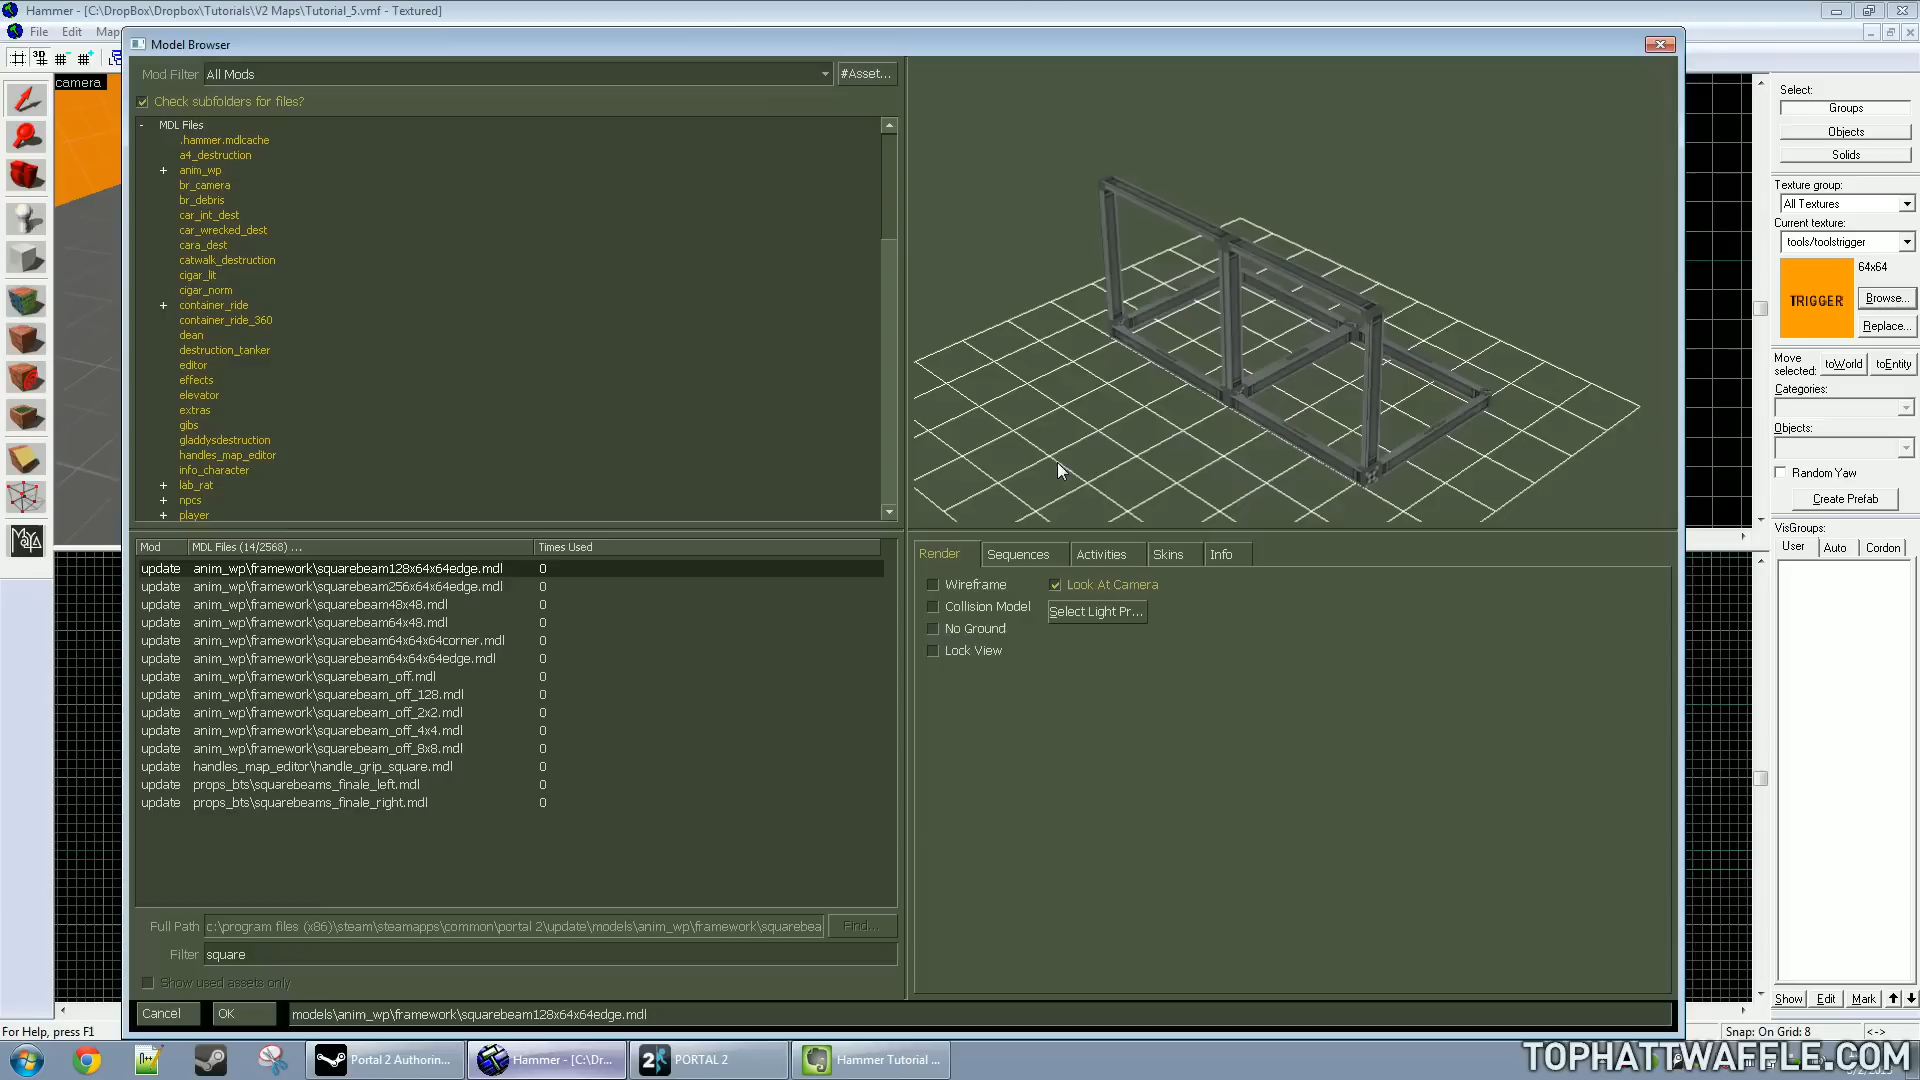 Hammer - [C:\DropBox\Dropbox\Tutorials\V2 Maps\Tutorial_5.vmf - Textured]
File Edit Map
camera
Model Browser
Mod Filter All Mods #Asset...
Check subfolders for files?
- MDL Files
.hammer.mdlcache
a4_destruction
+ anim_wp
br_camera
br_debris
car_int_dest
car_wrecked_dest
cara_dest
catwalk_destruction
cigar_lit
cigar_norm
+ container_ride
container_ride_360
dean
destruction_tanker
editor
effects
elevator
extras
gibs
gladdysdestruction
handles_map_editor
info_character
+ lab_rat
+ npcs
+ player
Mod MDL Files (14/2568) ... Times Used
update anim_wp\framework\squarebeam128x64x64edge.mdl 0
update anim_wp\framework\squarebeam256x64x64edge.mdl 0
update anim_wp\framework\squarebeam48x48.mdl 0
update anim_wp\framework\squarebeam64x48.mdl 0
update anim_wp\framework\squarebeam64x64x64corner.mdl 0
update anim_wp\framework\squarebeam64x64x64edge.mdl 0
update anim_wp\framework\squarebeam_off.mdl 0
update anim_wp\framework\squarebeam_off_128.mdl 0
update anim_wp\framework\squarebeam_off_2x2.mdl 0
update anim_wp\framework\squarebeam_off_4x4.mdl 0
update anim_wp\framework\squarebeam_off_8x8.mdl 0
update handles_map_editor\handle_grip_square.mdl 0
update props_bts\squarebeams_finale_left.mdl 0
update props_bts\squarebeams_finale_right.mdl 0
Full Path c:\program files (x86)\steam\steamapps\common\portal 2\update\models\anim_wp\framework\squarebea Find...
Filter square
Show used assets only
Cancel OK models\anim_wp\framework\squarebeam128x64x64edge.mdl
Render Sequences Activities Skins Info
Wireframe Look At Camera
Collision Model Select Light Pr...
No Ground
Lock View
Select:
Groups
Objects
Solids
Texture group:
All Textures
Current texture:
tools/toolstrigger
64x64
TRIGGER
Browse...
Replace...
Move selected: toWorld toEntity
Categories:
Objects:
Random Yaw
Create Prefab
VisGroups:
User Auto Cordon
Show Edit Mark
For Help, press F1
Snap: On Grid: 8 <->
Portal 2 Authorin...
Hammer - [C:\Dr...
PORTAL 2
Hammer Tutorial ...
TOPHATTWAFFLE.COM